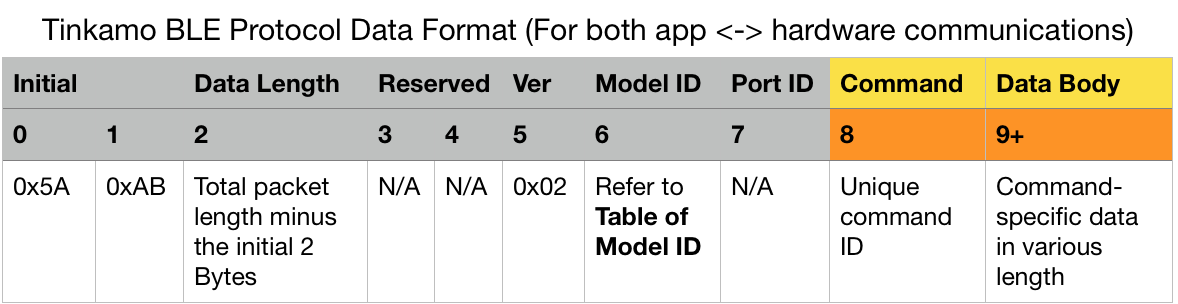 Tinkamo BLE Protocol Data Format (For both app <-> hardware communications)
Initial Data Length Reserved Ver Model ID Port ID Command Data Body
0 1 2 3 4 5 6 7 8 9+
0x5A 0xAB Total packet N/A N/A 0x02 Refer to N/A Unique Command-
length minus Table of command specific data
the initial 2 Model ID ID in various
Bytes length